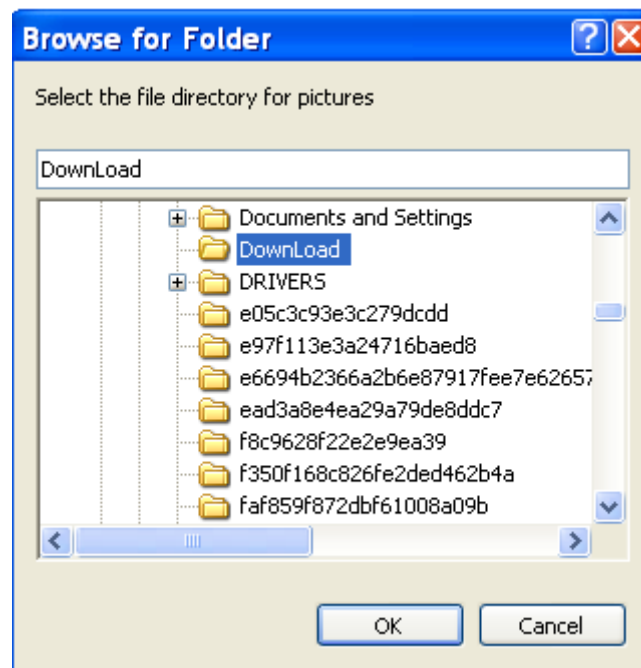 Browse for Folder
Select the file directory for pictures
DownLoad
Documents and Settings
DownLoad
DRIVERS
e05c3c93e3c279dcdd
e97f113e3a24716baed8
e6694b2366a2b6e87917fee7e62657
ead3a8e4ea29a79de8ddc7
f8c9628f22e2e9ea39
f350f168c826fe2ded462b4a
faf859f872dbf61008a09b
OK
Cancel